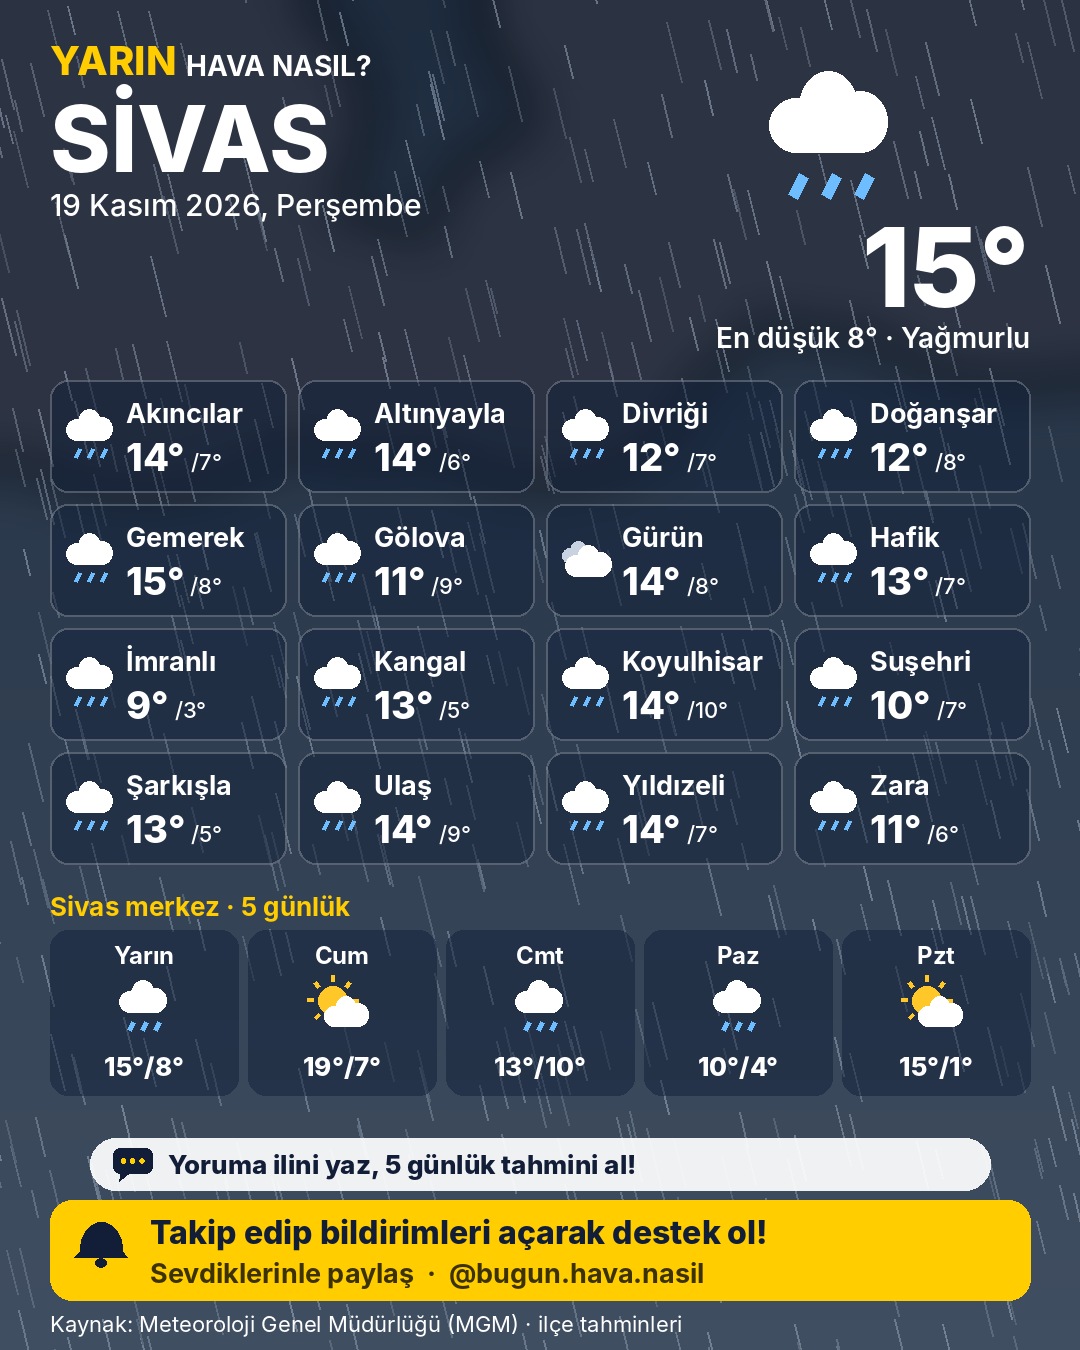 YARIN HAVA NASIL?
SİVAS
19 Kasım 2026, Perşembe
15°
En düşük 8° · Yağmurlu
Akıncılar
14° /7°
Altınyayla
14° /6°
Divriği
12° /7°
Doğanşar
12° /8°
Gemerek
15° /8°
Gölova
11° /9°
Gürün
14° /8°
Hafik
13° /7°
İmranlı
9° /3°
Kangal
13° /5°
Koyulhisar
14° /10°
Suşehri
10° /7°
Şarkışla
13° /5°
Ulaş
14° /9°
Yıldızeli
14° /7°
Zara
11° /6°
Sivas merkez · 5 günlük
Yarın
15°/8°
Cum
19°/7°
Cmt
13°/10°
Paz
10°/4°
Pzt
15°/1°
Yoruma ilini yaz, 5 günlük tahmini al!
Takip edip bildirimleri açarak destek ol!
Sevdiklerinle paylaş · @bugun.hava.nasil
Kaynak: Meteoroloji Genel Müdürlüğü (MGM) · ilçe tahminleri